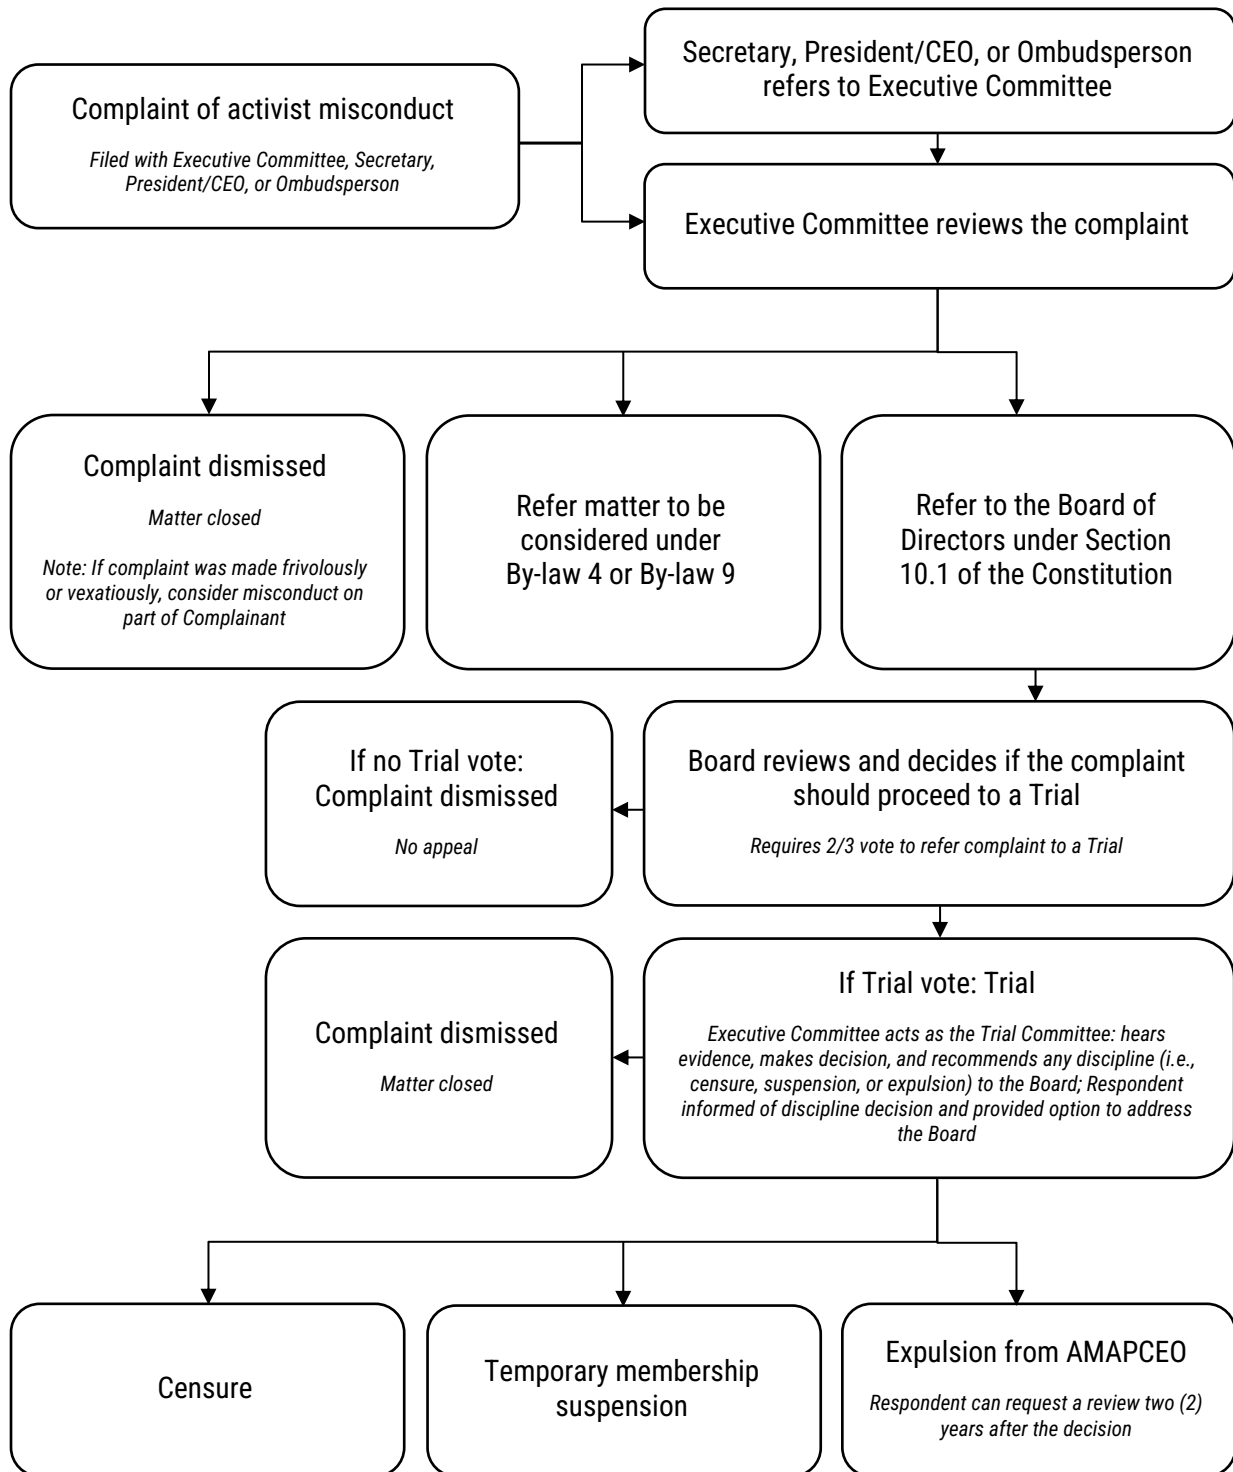 Complaint of activist misconduct
Filed with Executive Committee, Secretary,
President/CEO, or Ombudsperson
Secretary, President/CEO, or Ombudsperson
refers to Executive Committee
Executive Committee reviews the complaint
Complaint dismissed
Matter closed
Note: If complaint was made frivolously
or vexatiously, consider misconduct on
part of Complainant
Refer matter to be
considered under
By-law 4 or By-law 9
Refer to the Board of
Directors under Section
10.1 of the Constitution
If no Trial vote:
Complaint dismissed
No appeal
Board reviews and decides if the complaint
should proceed to a Trial
Requires 2/3 vote to refer complaint to a Trial
Complaint dismissed
Matter closed
If Trial vote: Trial
Executive Committee acts as the Trial Committee: hears
evidence, makes decision, and recommends any discipline (i.e.,
censure, suspension, or expulsion) to the Board; Respondent
informed of discipline decision and provided option to address
the Board
Censure
Temporary membership
suspension
Expulsion from AMAPCEO
Respondent can request a review two (2)
years after the decision